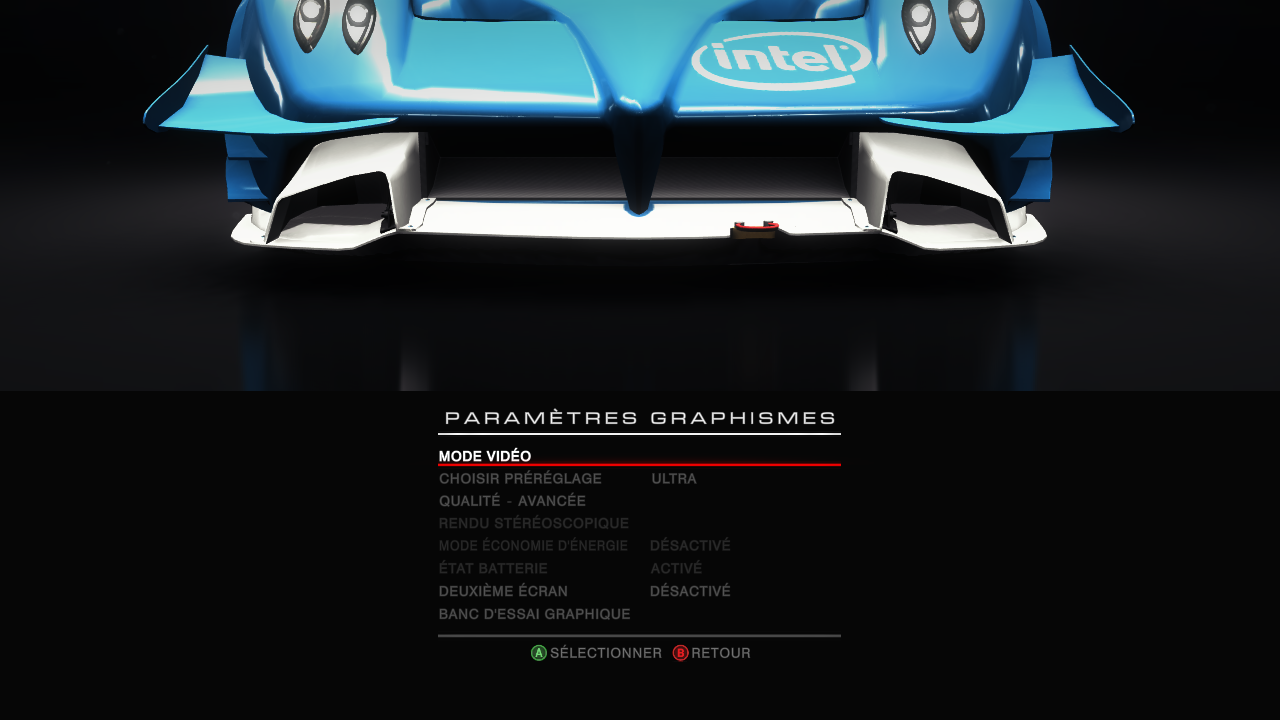 intel
PARAMÈTRES GRAPHISMES
MODE VIDÉO
CHOISIR PRÉRÉGLAGE ULTRA
QUALITÉ - AVANCÉE
RENDU STÉRÉOSCOPIQUE
MODE ÉCONOMIE D'ÉNERGIE DÉSACTIVÉ
ÉTAT BATTERIE ACTIVÉ
DEUXIÈME ÉCRAN DÉSACTIVÉ
BANC D'ESSAI GRAPHIQUE
A SÉLECTIONNER B RETOUR